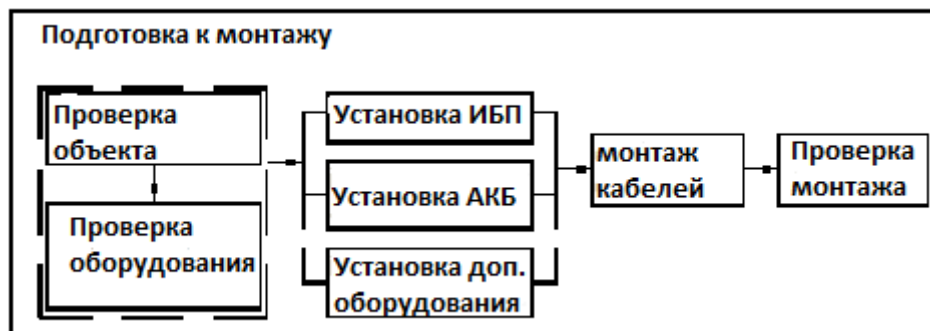 Подготовка к монтажу
Проверка
объекта
Проверка
оборудования
Установка ИБП
Установка АКБ
Установка доп.
оборудования
монтаж
кабелей
Проверка
монтажа